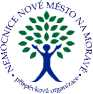 NEMOCNICE NOVÉ MĚSTO NA MORAVĚ
příspěvková organizace